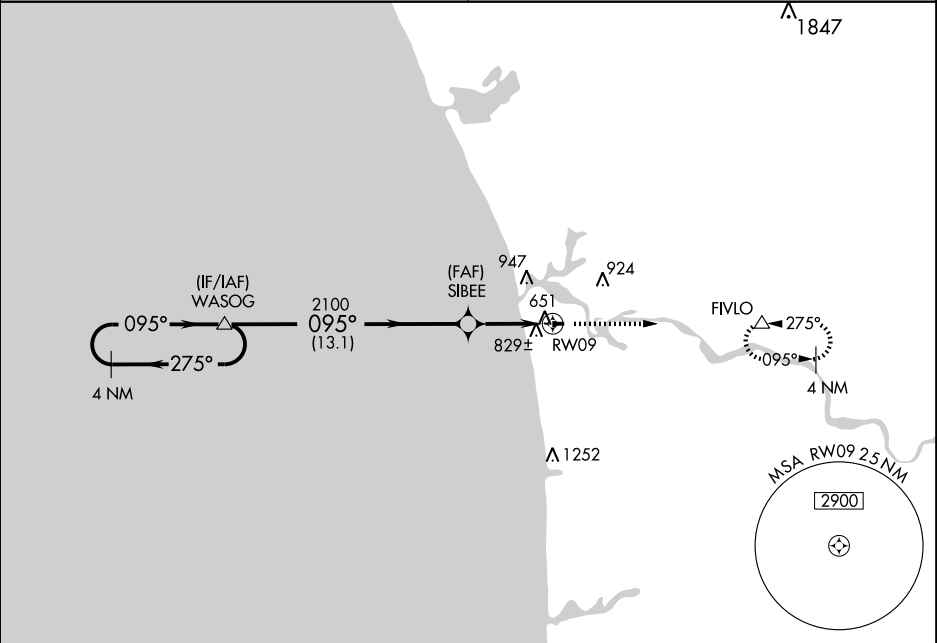 1847
947
924
(IF/IAF)
WASOG
(FAF)
SIBEE
2100
095°
(13.1)
095°
275°
4 NM
651
829±
RW09
FIVLO
275°
095°
4 NM
1252
MSA RW09 25 NM
2900